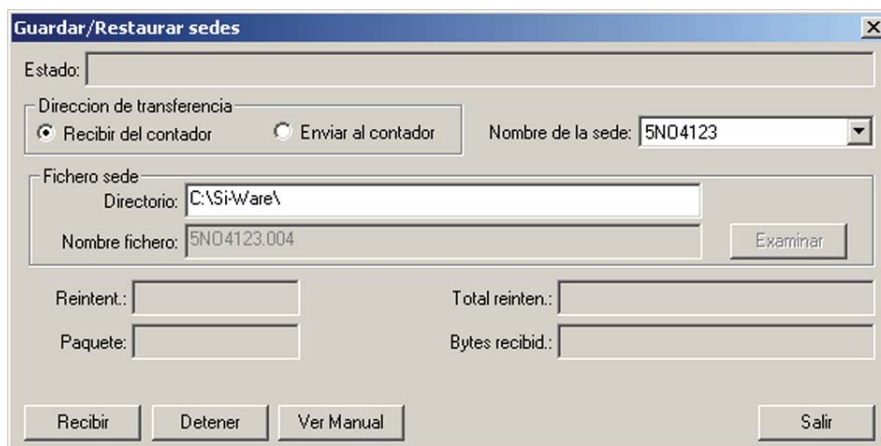 Guardar/Restaurar sedes
Estado:
Direccion de transferencia
Recibir del contador
Enviar al contador
Nombre de la sede: 5NO4123
Fichero sede
Directorio: C:\Si-Ware\
Nombre fichero: 5NO4123.004
Examinar
Reintent.:
Total reinten.:
Paquete:
Bytes recibid.:
Recibir
Detener
Ver Manual
Salir